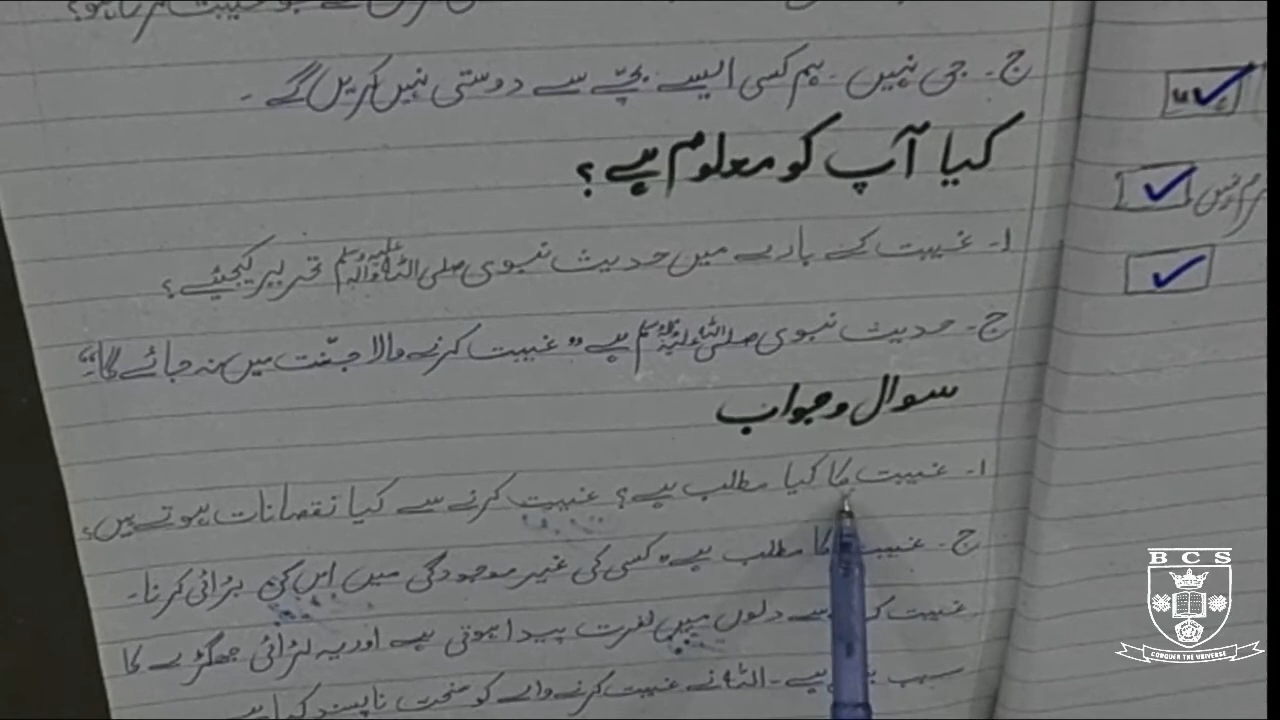 ج۔ جی نہیں۔ ہم کسی ایسے بچّے سے دوستی نہیں کریں گے۔
کیا آپ کو معلوم ہے؟
۱۔ غیبت کے بارے میں حدیث نبوی صلی اللہ علیہ وآلہ وسلم تحریر کیجیئے؟
ج۔ حدیث نبوی صلی اللہ علیہ وآلہ وسلم ہے "غیبت کرنے والا جنّت میں نہ جائے گا۔"
سوال و جواب
۱۔ غیبت کا کیا مطلب ہے؟ غیبت کرنے سے کیا نقصانات ہوتے ہیں؟
ج۔ غیبت کا مطلب ہے، کسی کی غیر موجودگی میں اس کی برائی کرنا۔
غیبت سے دلوں میں نفرت پیدا ہوتی ہے اور یہ لڑائی جھگڑے کا
سبب ہے۔ اللہ نے غیبت کرنے والے کو سخت ناپسند کیا ہے
BCS
CONQUER THE UNIVERSE